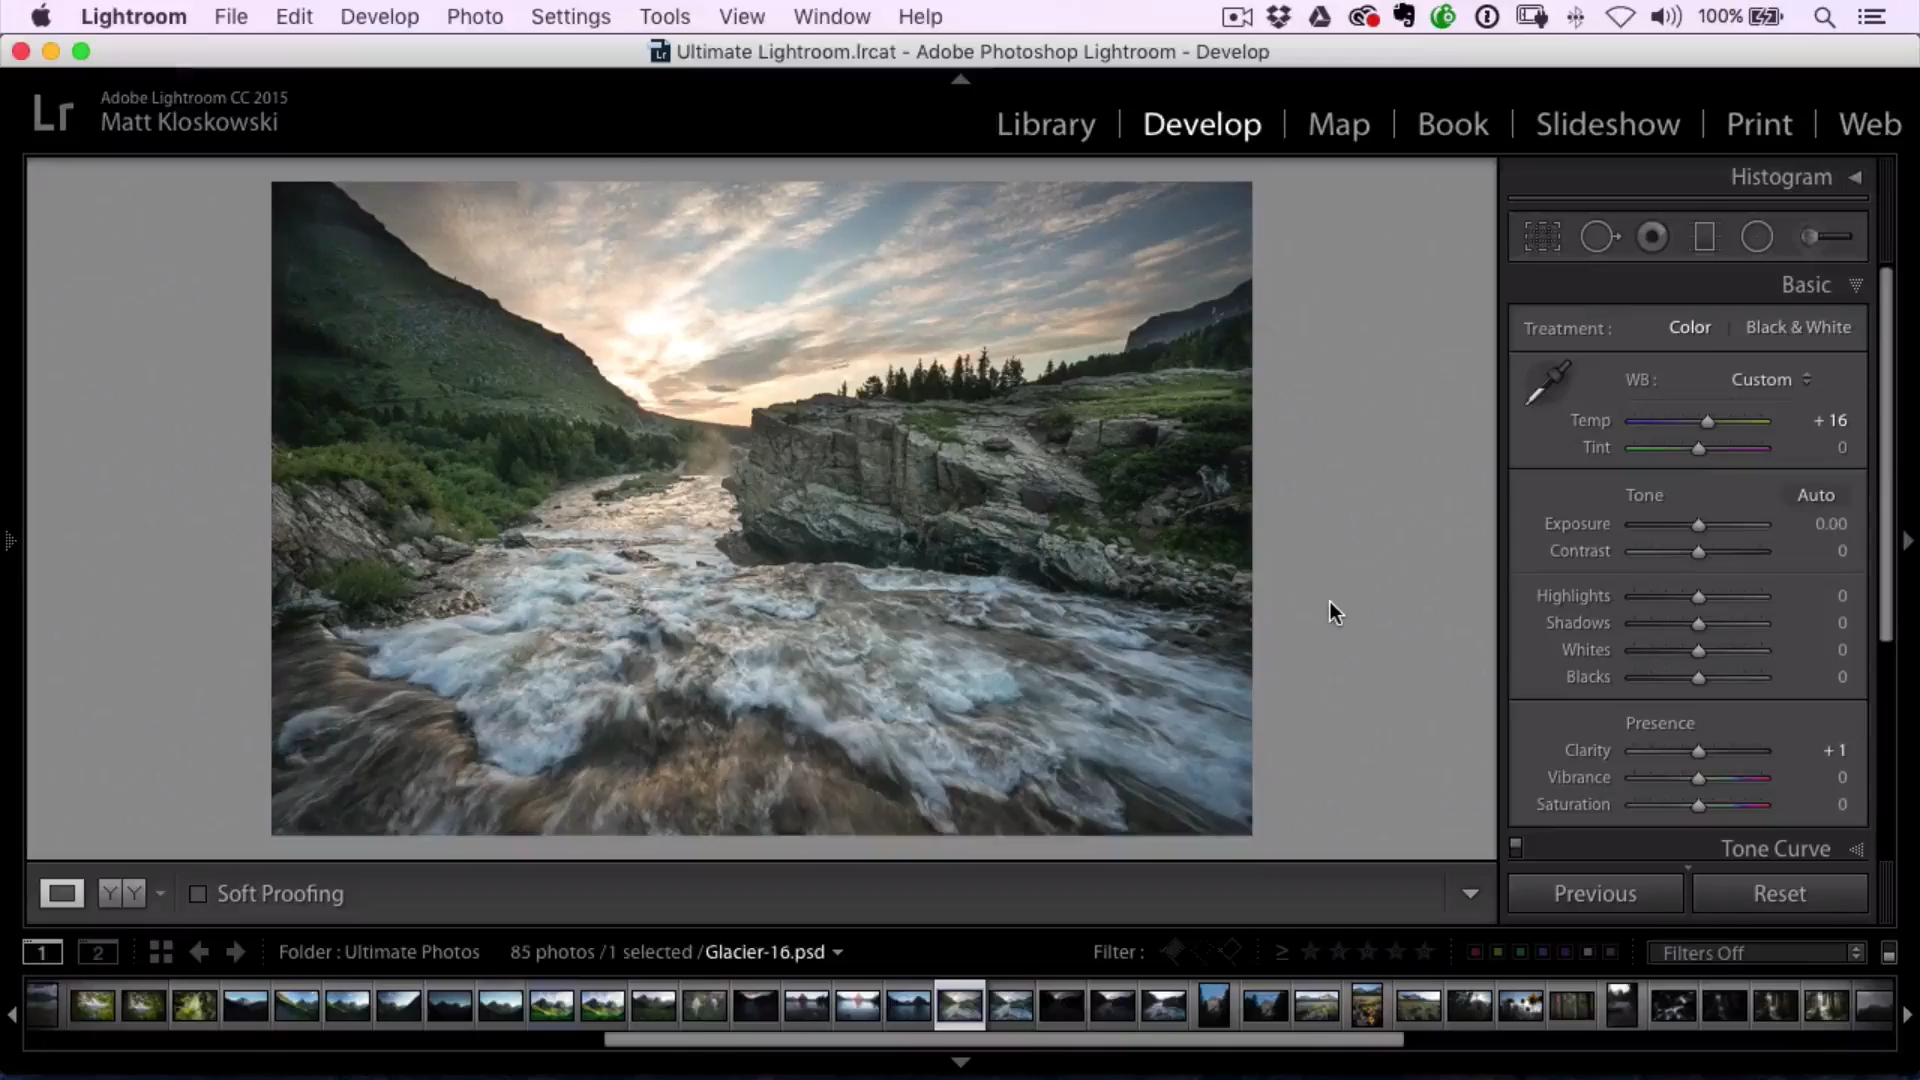 Lightroom File Edit Develop Photo Settings Tools View Window Help 100%
Lr Ultimate Lightroom.lrcat - Adobe Photoshop Lightroom - Develop
Lr Adobe Lightroom CC 2015
Matt Kloskowski
Library | Develop | Map | Book | Slideshow | Print | Web
Histogram
Basic
Treatment : Color Black & White
WB : Custom
Temp + 16
Tint 0
Tone Auto
Exposure 0.00
Contrast 0
Highlights 0
Shadows 0
Whites 0
Blacks 0
Presence
Clarity + 1
Vibrance 0
Saturation 0
Tone Curve
Y Y Soft Proofing
Previous Reset
1 2 Folder : Ultimate Photos 85 photos /1 selected /Glacier-16.psd Filter : ≥ Filters Off